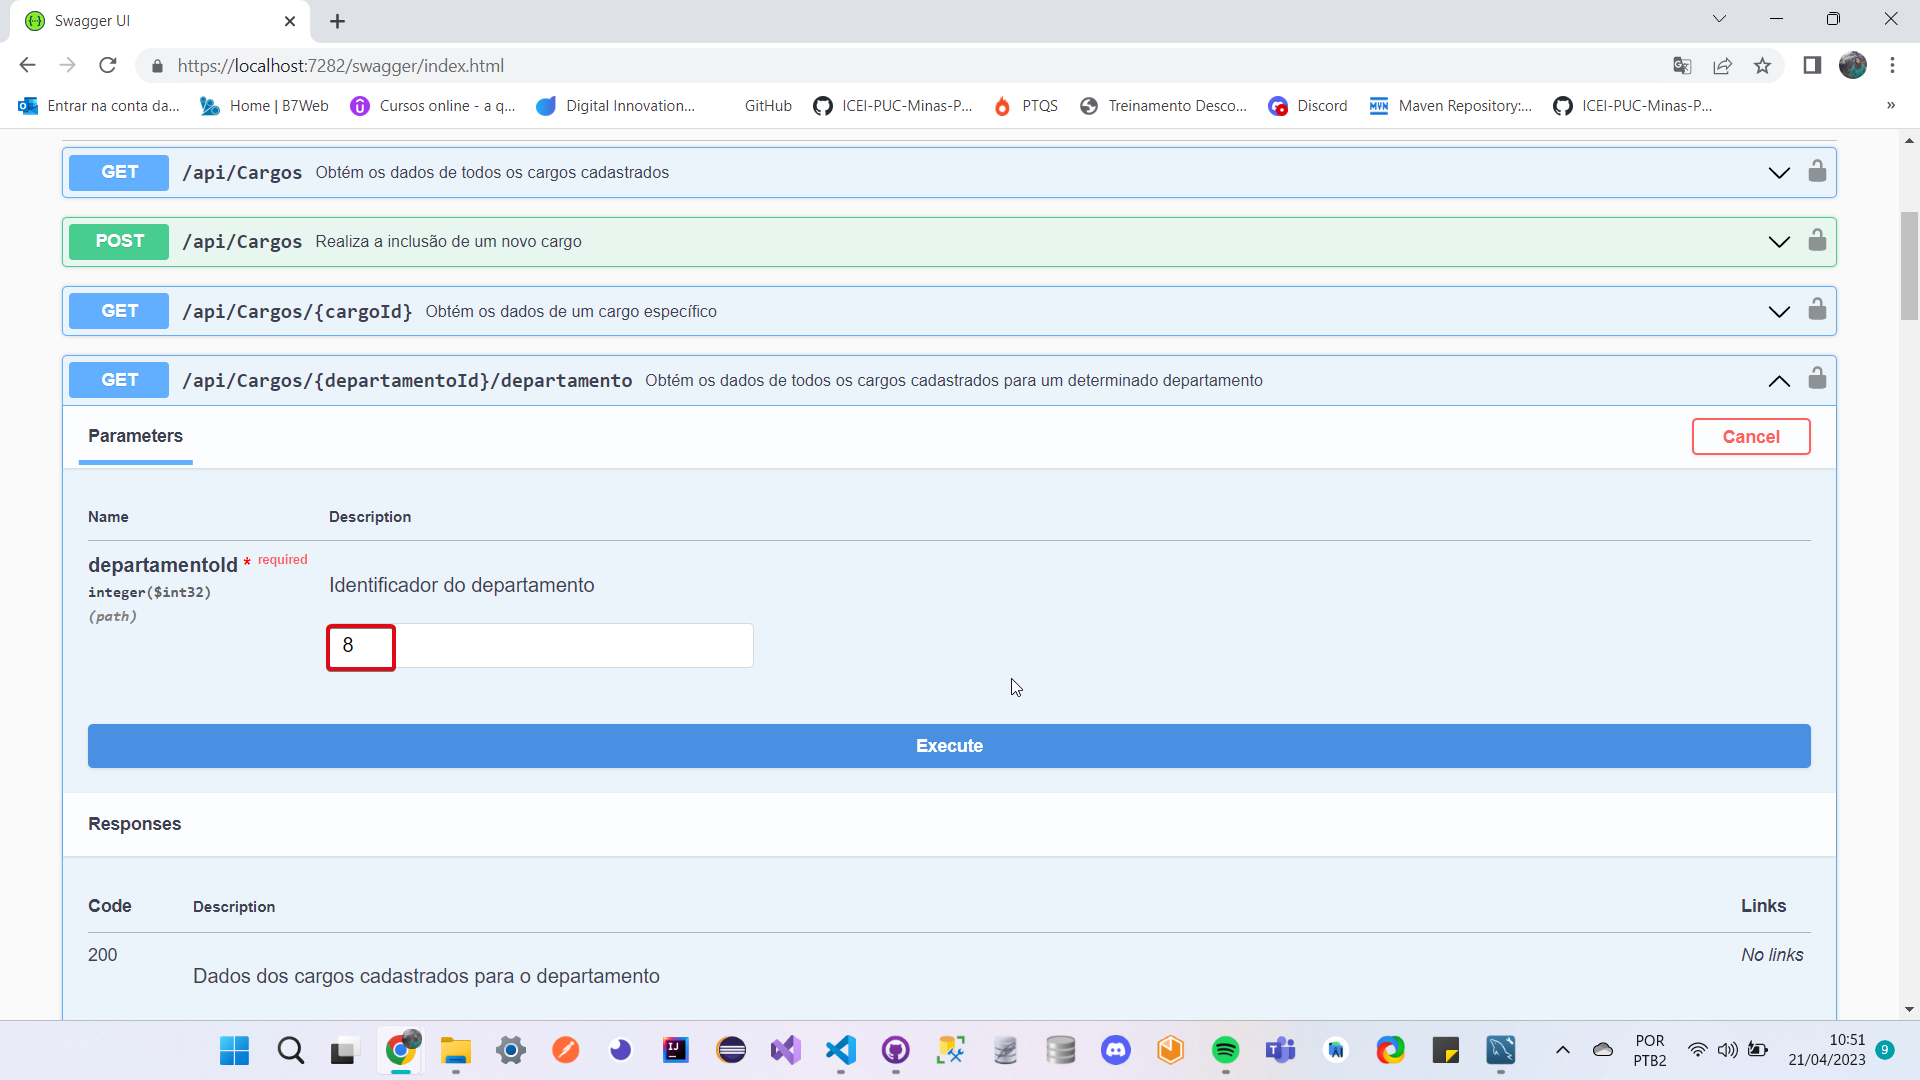 Swagger UI
https://localhost:7282/swagger/index.html
Entrar na conta da...
Home | B7Web
Cursos online - a q...
Digital Innovation...
GitHub
ICEI-PUC-Minas-P...
PTQS
Treinamento Desco...
Discord
Maven Repository:...
ICEI-PUC-Minas-P...
»
GET /api/Cargos Obtém os dados de todos os cargos cadastrados
POST /api/Cargos Realiza a inclusão de um novo cargo
GET /api/Cargos/{cargoId} Obtém os dados de um cargo específico
GET /api/Cargos/{departamentoId}/departamento Obtém os dados de todos os cargos cadastrados para um determinado departamento
Parameters
Cancel
Name Description
departamentoId * required
integer($int32)
(path)
Identificador do departamento
8
Execute
Responses
Code Description Links
200 No links
Dados dos cargos cadastrados para o departamento
POR
PTB2
10:51
21/04/2023
9